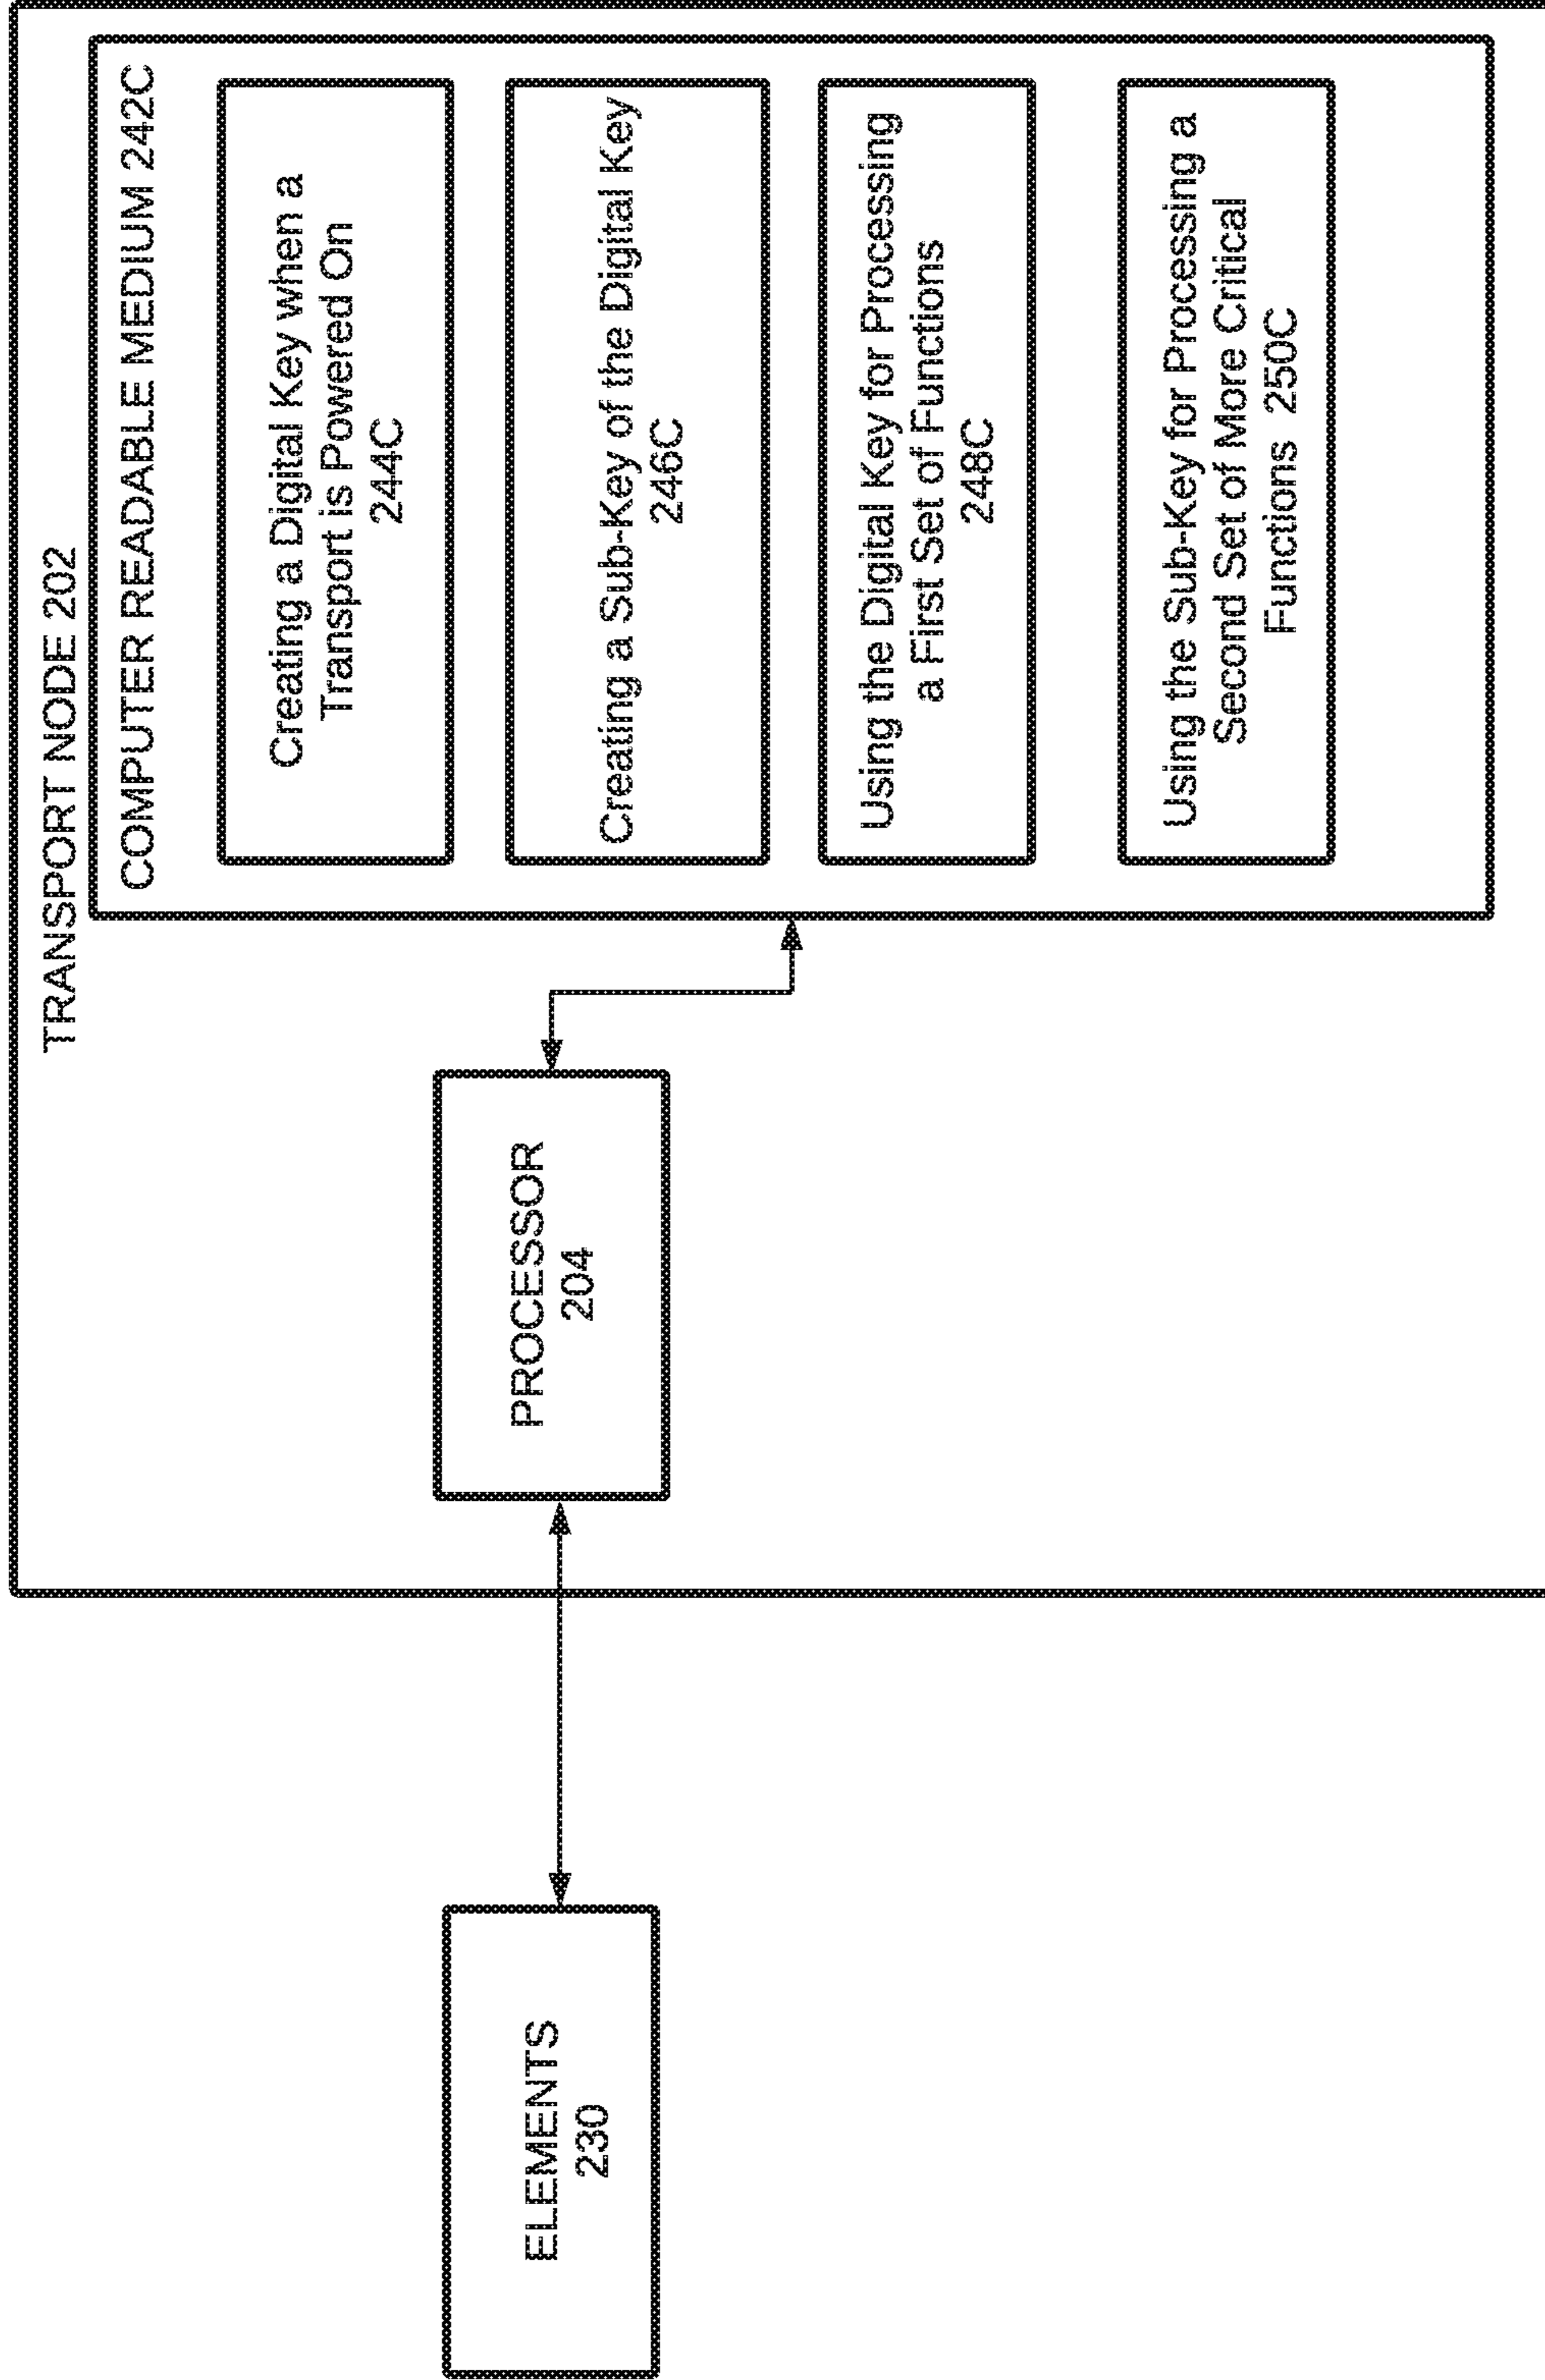 TRANSPORT NODE 202
COMPUTER READABLE MEDIUM 242C
Creating a Digital Key when a
Transport is Powered On
244C
Creating a Sub-Key of the Digital Key
246C
Using the Digital Key for Processing
a First Set of Functions
248C
Using the Sub-Key for Processing a
Second Set of More Critical
Functions 250C
PROCESSOR
204
ELEMENTS
230